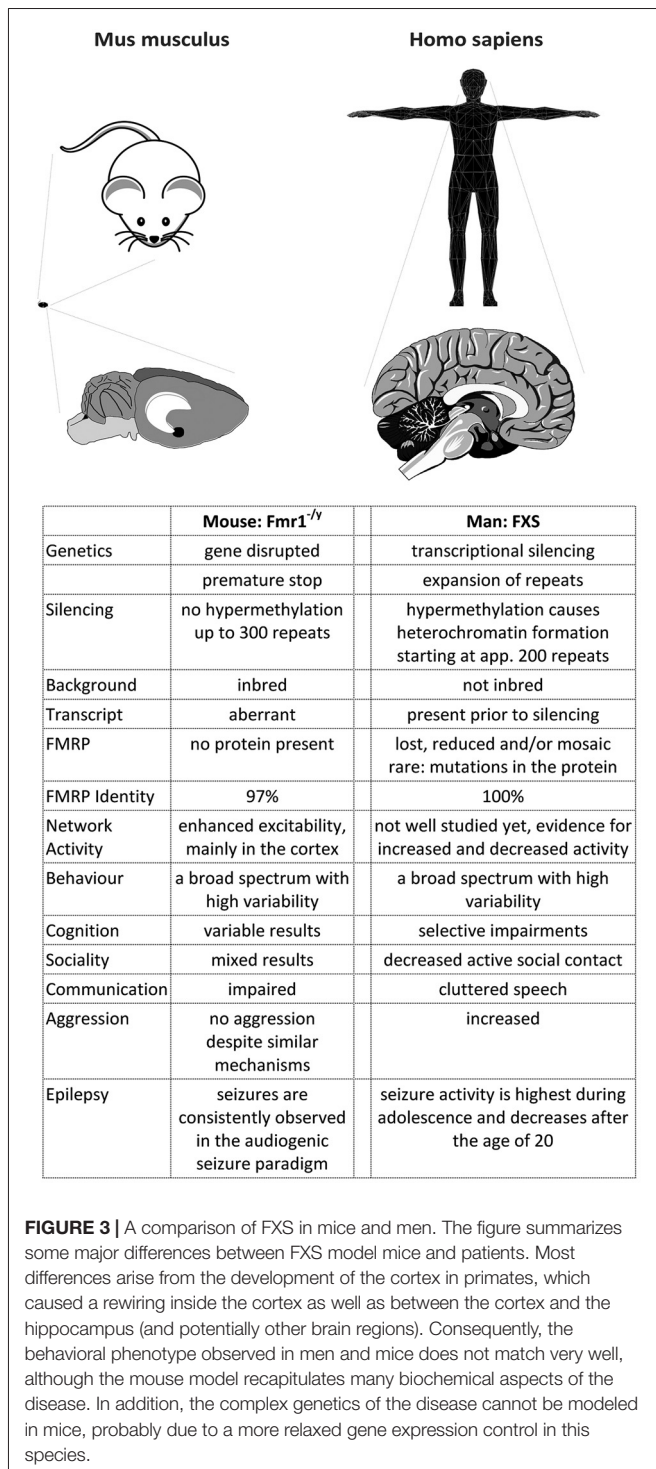 Mus musculus
Homo sapiens
Mouse: Fmr1-/y
Man: FXS
Genetics
gene disrupted
transcriptional silencing
premature stop
expansion of repeats
Silencing
no hypermethylation
up to 300 repeats
hypermethylation causes
heterochromatin formation
starting at app. 200 repeats
Background
inbred
not inbred
Transcript
aberrant
present prior to silencing
FMRP
no protein present
lost, reduced and/or mosaic
rare: mutations in the protein
FMRP Identity
97%
100%
Network
Activity
enhanced excitability,
mainly in the cortex
not well studied yet, evidence for
increased and decreased activity
Behaviour
a broad spectrum with
high variability
a broad spectrum with high
variability
Cognition
variable results
selective impairments
Sociality
mixed results
decreased active social contact
Communication
impaired
cluttered speech
Aggression
no aggression
despite similar
mechanisms
increased
Epilepsy
seizures are
consistently observed
in the audiogenic
seizure paradigm
seizure activity is highest during
adolescence and decreases after
the age of 20
FIGURE 3 | A comparison of FXS in mice and men. The figure summarizes
some major differences between FXS model mice and patients. Most
differences arise from the development of the cortex in primates, which
caused a rewiring inside the cortex as well as between the cortex and the
hippocampus (and potentially other brain regions). Consequently, the
behavioral phenotype observed in men and mice does not match very well,
although the mouse model recapitulates many biochemical aspects of the
disease. In addition, the complex genetics of the disease cannot be modeled
in mice, probably due to a more relaxed gene expression control in this
species.